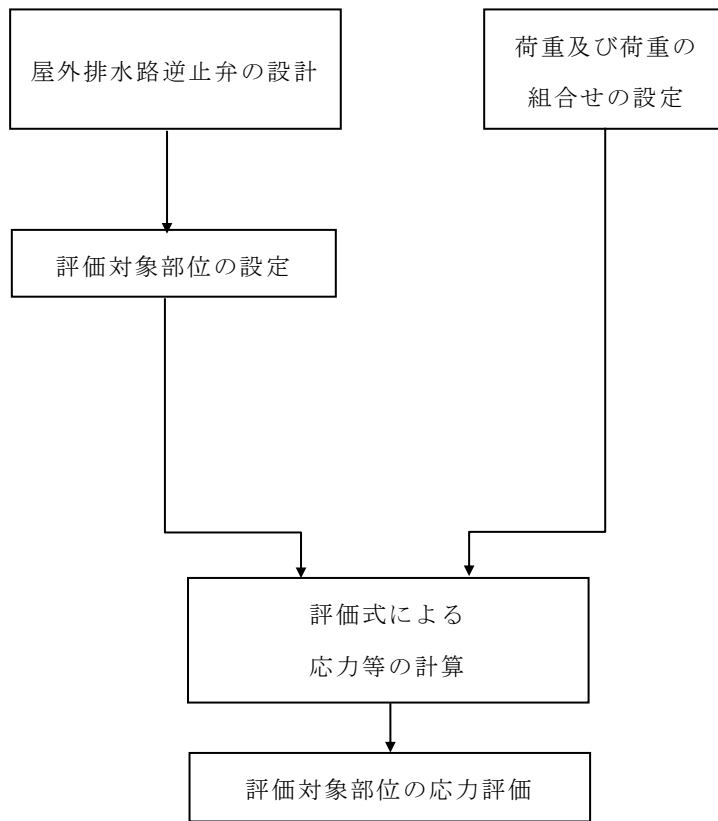 屋外排水路逆止弁の設計
荷重及び荷重の
組合せの設定
評価対象部位の設定
評価式による
応力等の計算
評価対象部位の応力評価